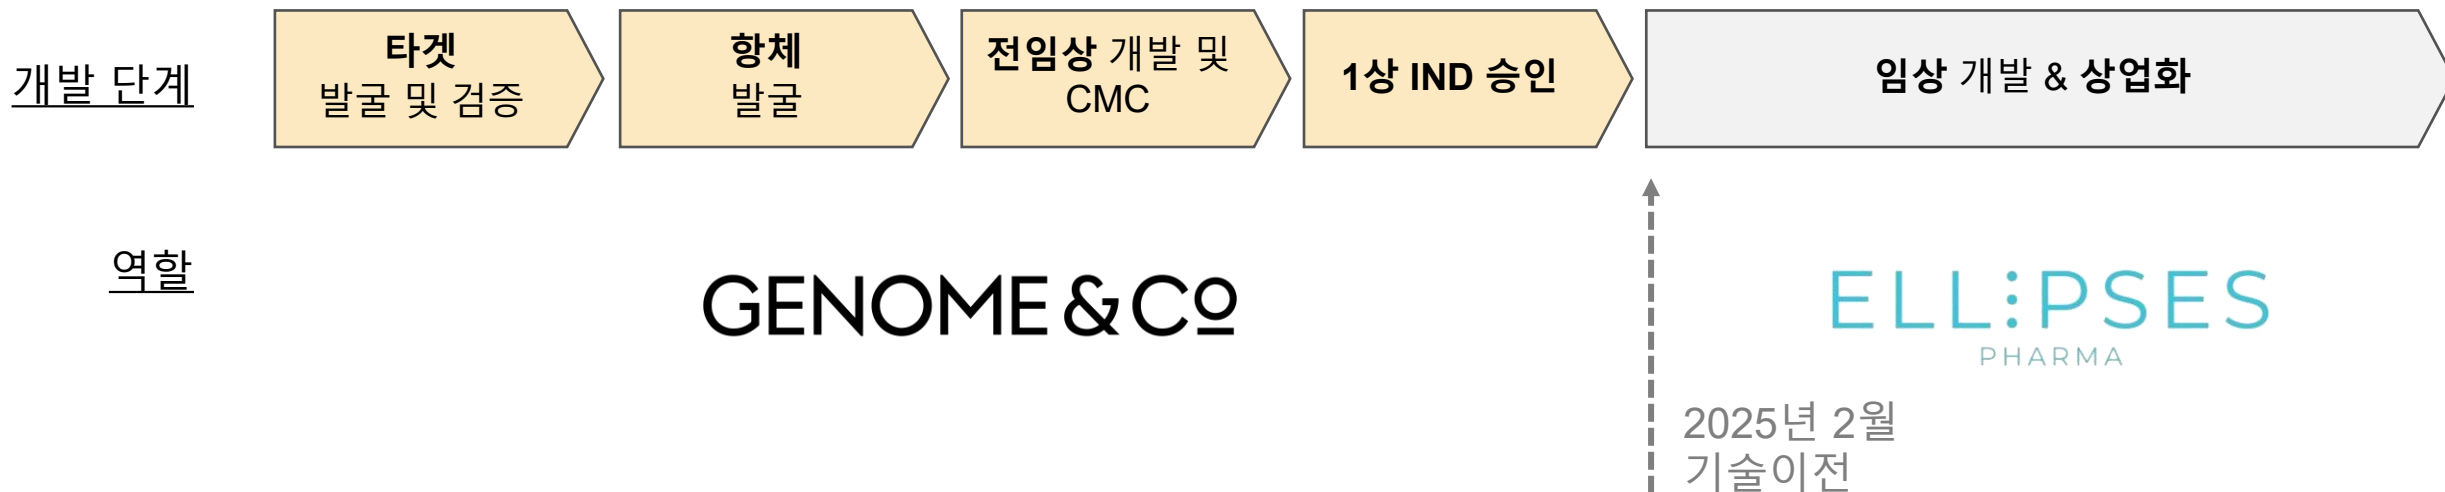 개발 단계
타겟
발굴 및 검증
항체
발굴
전임상 개발 및
CMC
1상 IND 승인
임상 개발 & 상업화
역할
GENOME & Co
ELLIPSES
PHARMA
2025년 2월
기술이전